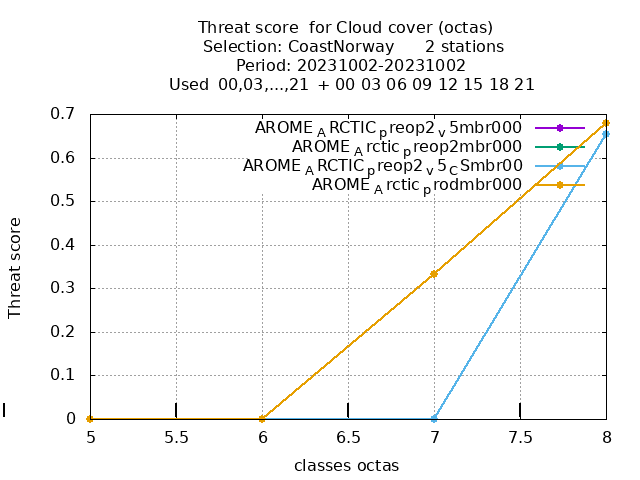 Threat score  for Cloud cover (octas)
Selection: CoastNorway      2 stations
Period: 20231002-20231002
Used  00,03,...,21  + 00 03 06 09 12 15 18 21
AROME_ARCTIC_preop2_v5mbr000
AROME_Arctic_preop2mbr000
AROME_ARCTIC_preop2_v5_CSmbr00
AROME_Arctic_prodmbr000
0.7
0.6
0.5
0.4
0.3
0.2
0.1
0
Threat score
5 5.5 6 6.5 7 7.5 8
classes octas